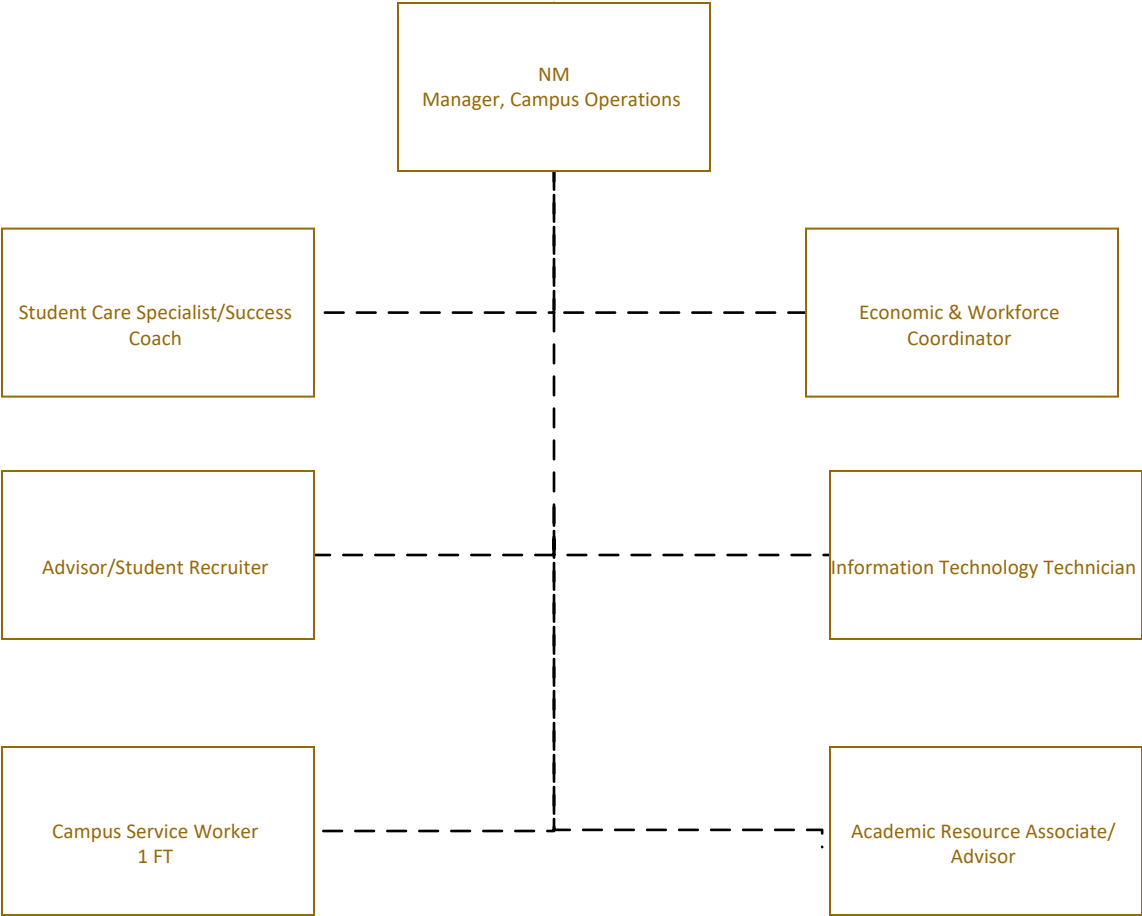 NM
Manager, Campus Operations
Student Care Specialist/Success
Coach
Economic & Workforce
Coordinator
Advisor/Student Recruiter
Information Technology Technician
Campus Service Worker
1 FT
Academic Resource Associate/
Advisor